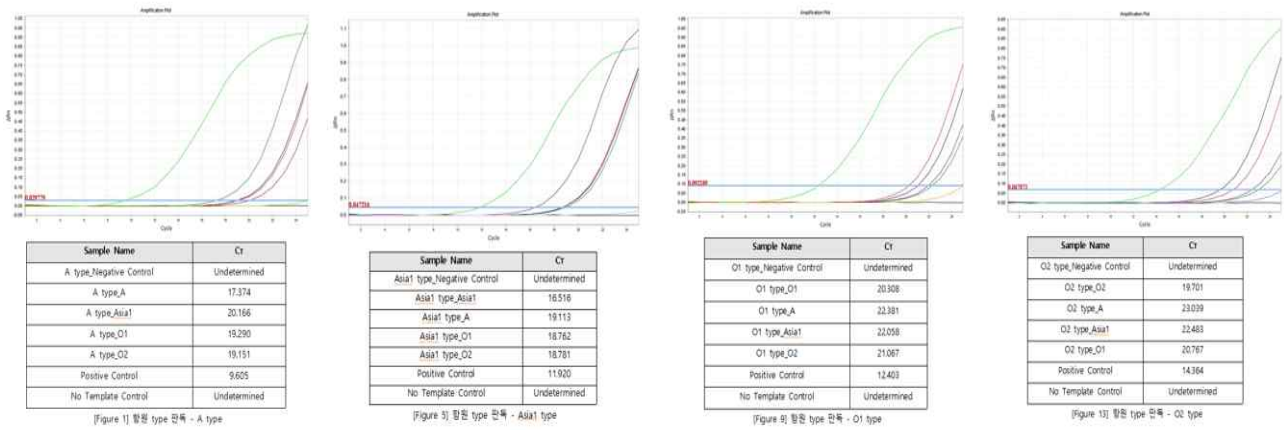 Amplification Plot
0.029776
Cycle
Sample Name CT
A type_Negative Control Undetermined
A type_A 17.374
A type_Asia1 20.166
A type_O1 19.290
A type_O2 19.151
Positive Control 9.605
No Template Control Undetermined
[Figure 1] 항원 type 판독 - A type
Amplification Plot
Cycle
Sample Name CT
Asia1 type_Negative Control Undetermined
Asia1 type_Asia1 16.516
Asia1 type_A 19.113
Asia1 type_O1 18.762
Asia1 type_O2 18.781
Positive Control 11.920
No Template Control Undetermined
[Figure 5] 항원 type 판독 - Asia1 type
Amplification Plot
Cycle
Sample Name CT
O1 type_Negative Control Undetermined
O1 type_O1 20.308
O1 type_A 22.381
O1 type_Asia1 22.058
O1 type_O2 21.067
Positive Control 12.403
No Template Control Undetermined
[Figure 9] 항원 type 판독 - O1 type
Amplification Plot
Cycle
Sample Name CT
O2 type_Negative Control Undetermined
O2 type_O2 19.701
O2 type_A 23.039
O2 type_Asia1 22.483
O2 type_O1 20.767
Positive Control 14.364
No Template Control Undetermined
[Figure 13] 항원 type 판독 - O2 type